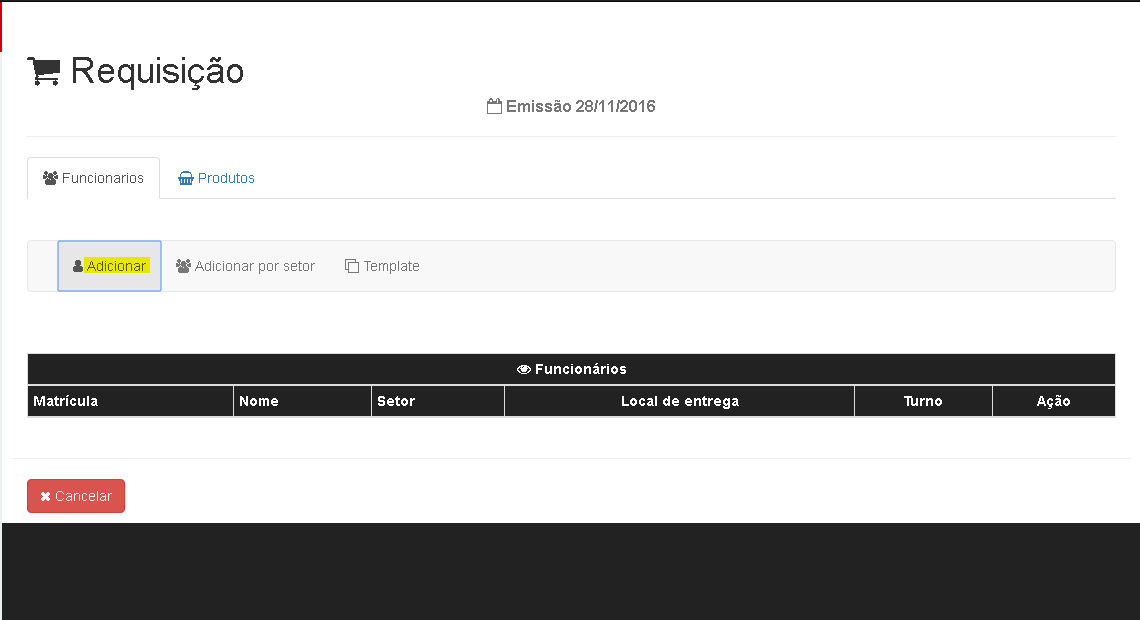 Requisição
Emissão 28/11/2016
Funcionarios Produtos
Adicionar Adicionar por setor Template
Funcionários
Matrícula Nome Setor Local de entrega Turno Ação
Cancelar